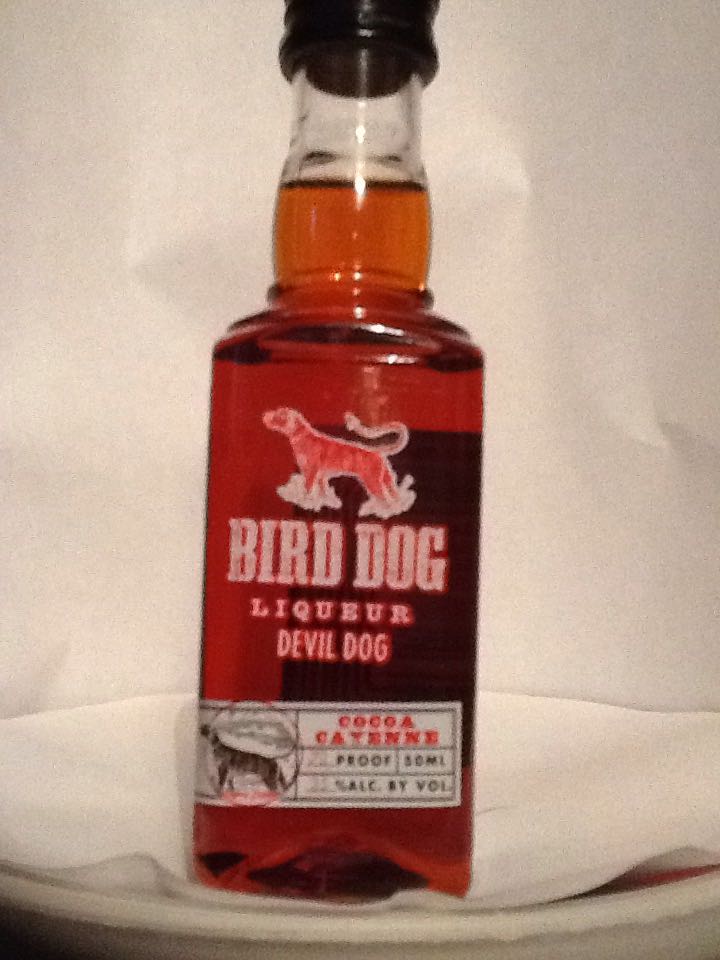 BIRD DOG
LIQUEUR
DEVIL DOG
COCOA
CAYENNE
PROOF 50ML
%ALC. BY VOL.